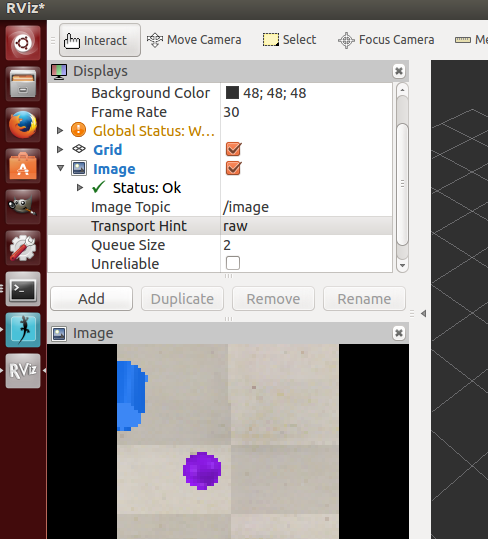 RViz*
Interact
Move Camera
Select
Focus Camera
Displays
Background Color 48; 48; 48
Frame Rate 30
Global Status: W...
Grid
Image
Status: Ok
Image Topic /image
Transport Hint raw
Queue Size 2
Unreliable
Add Duplicate Remove Rename
Image
RViz